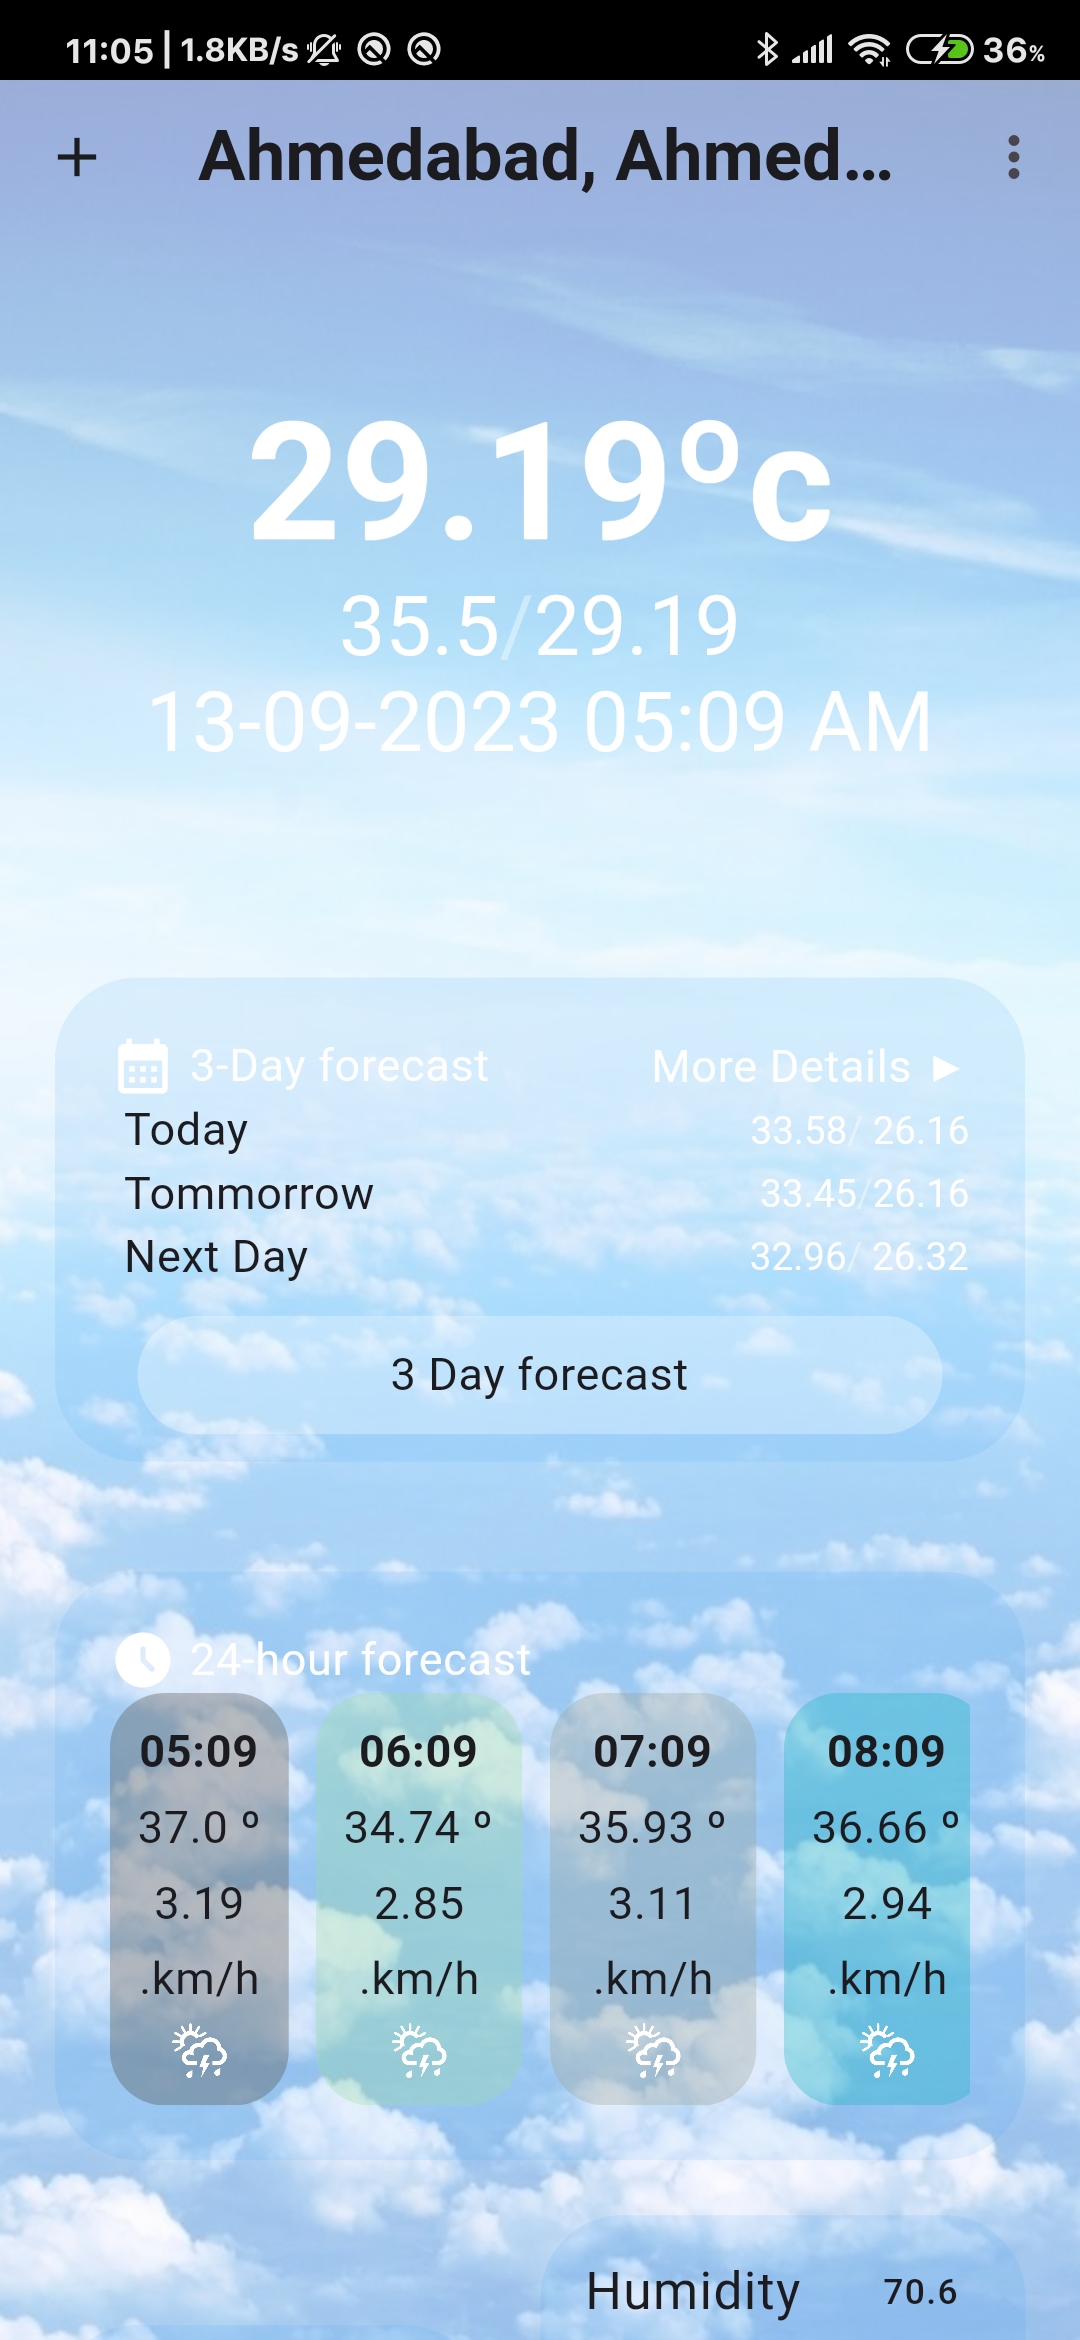 11:05 | 1.8KB/s 36%
+ Ahmedabad, Ahmed...
29.19ºc
35.5/29.19
13-09-2023 05:09 AM
3-Day forecast More Details ▶
Today 33.58/ 26.16
Tommorrow 33.45/26.16
Next Day 32.96/ 26.32
3 Day forecast
24-hour forecast
05:09 06:09 07:09 08:09
37.0 º 34.74 º 35.93 º 36.66 º
3.19 2.85 3.11 2.94
.km/h .km/h .km/h .km/h
Humidity 70.6